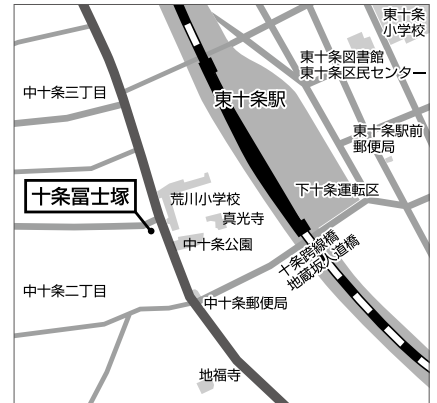 東十条
小学校
東十条図書館
東十条区民センター
中十条三丁目
東十条駅
東十条駅前
郵便局
十条冨士塚
荒川小学校
下十条運転区
真光寺
中十条公園
十条跨線橋
地蔵坂人道橋
中十条二丁目
中十条郵便局
地福寺